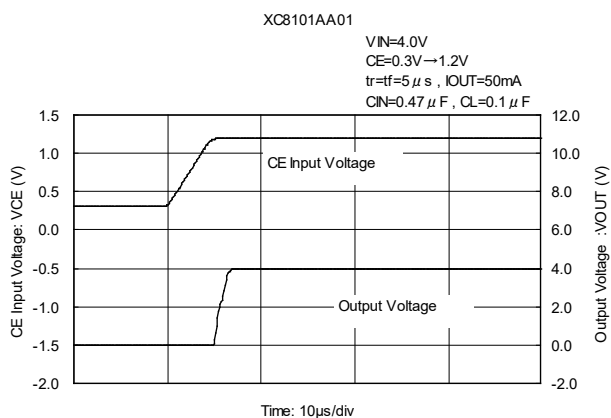 XC8101AA01
VIN=4.0V
CE=0.3V→1.2V
tr=tf=5μs , IOUT=50mA
CIN=0.47μF , CL=0.1μF
CE Input Voltage: VCE (V)
1.5
1.0
0.5
0.0
-0.5
-1.0
-1.5
-2.0
CE Input Voltage
Output Voltage
12.0
10.0
8.0
6.0
4.0
2.0
0.0
-2.0
Output Voltage :VOUT (V)
Time: 10μs/div